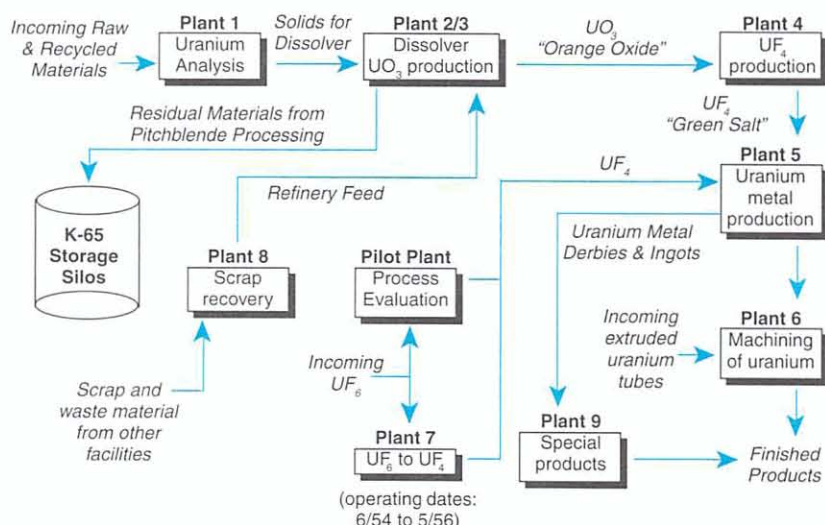 Plant 1
Uranium
Analysis
Incoming Raw
& Recycled
Materials
Solids for
Dissolver
Plant 2/3
Dissolver
UO3 production
UO3
“Orange Oxide”
Plant 4
UF4
production
Residual Materials from
Pitchblende Processing
UF4
“Green Salt”
Plant 5
Uranium
metal
production
UF4
Refinery Feed
K-65
Storage
Silos
Plant 8
Scrap
recovery
Pilot Plant
Process
Evaluation
Uranium Metal
Derbies & Ingots
Incoming
UF6
Incoming
extruded
uranium
tubes
Plant 6
Machining
of uranium
Scrap and
waste material
from other
facilities
Plant 7
UF6 to UF4
(operating dates:
6/54 to 5/56)
Plant 9
Special
products
Finished
Products